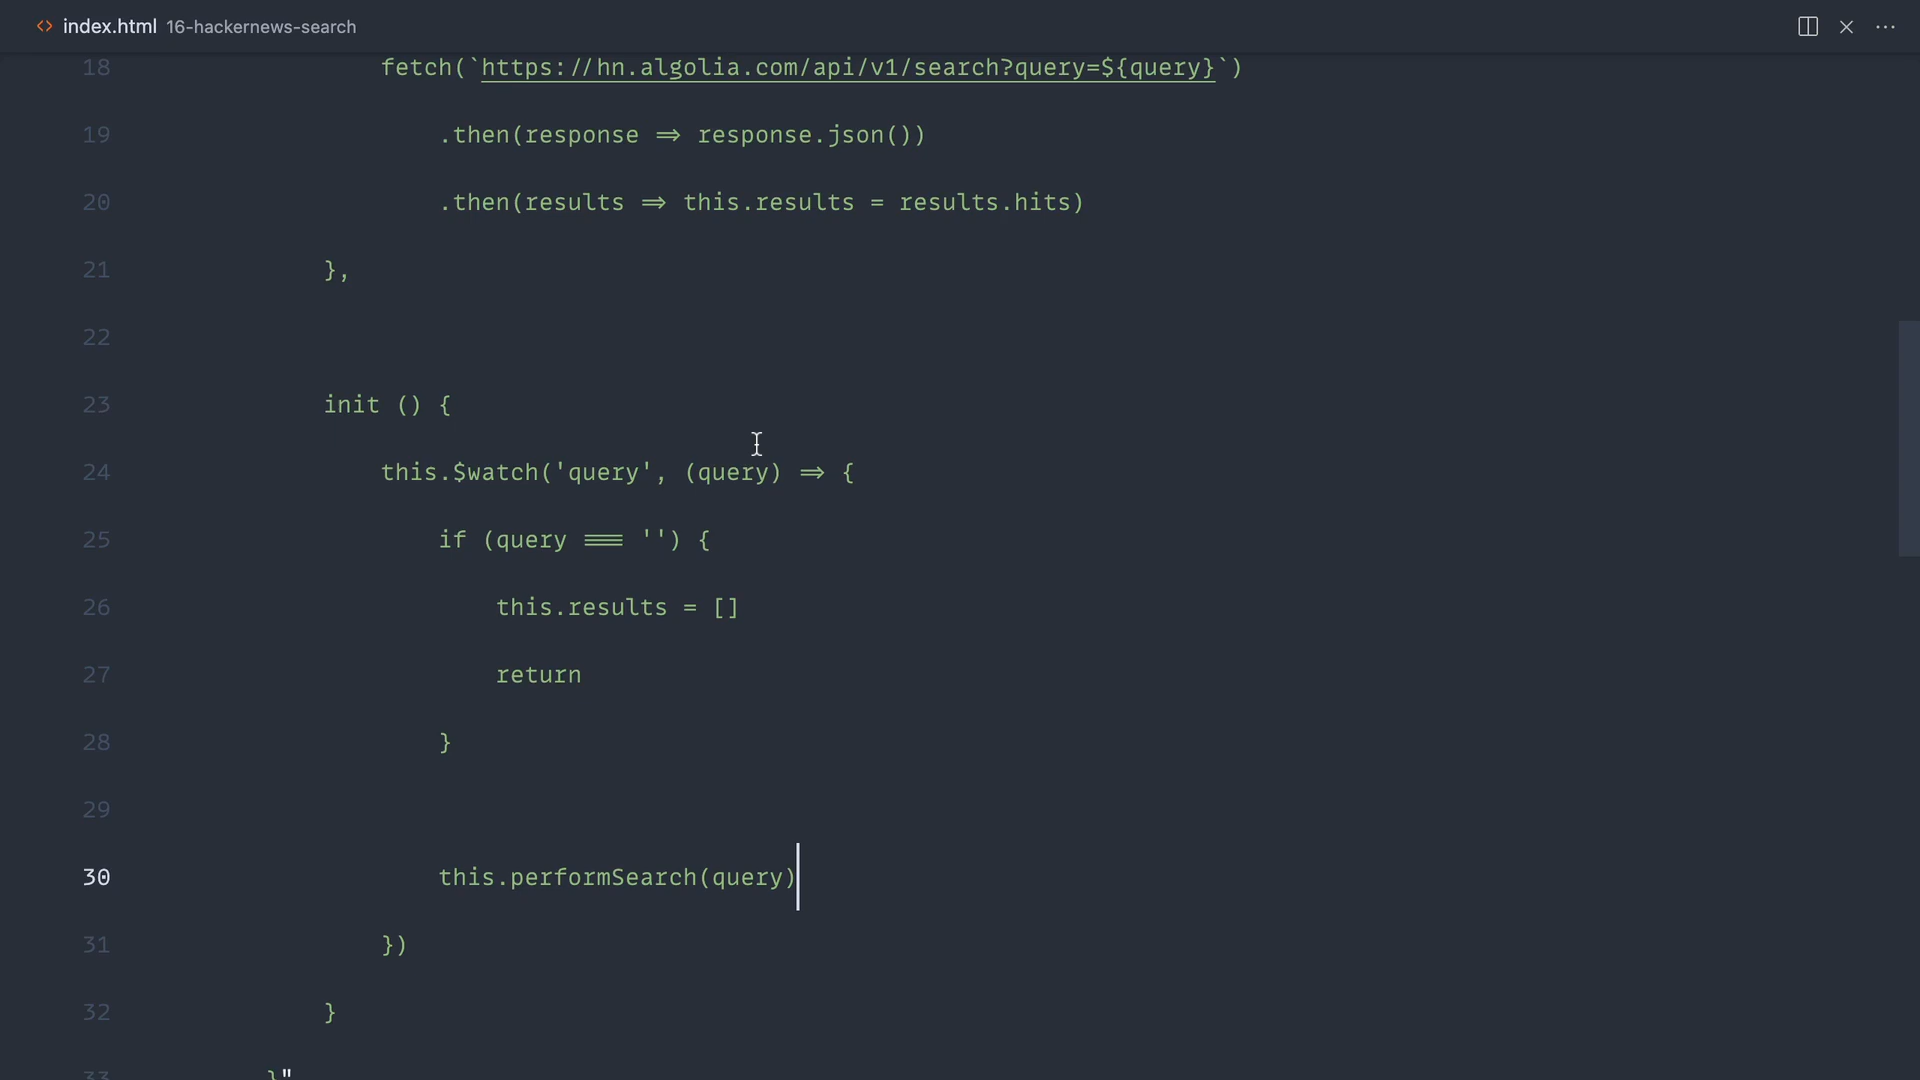 index.html 16-hackernews-search
18 fetch(`https://hn.algolia.com/api/v1/search?query=${query}`)
19 .then(response => response.json())
20 .then(results => this.results = results.hits)
21 },
22
23 init () {
24 this.$watch('query', (query) => {
25 if (query === '') {
26 this.results = []
27 return
28 }
29
30 this.performSearch(query)
31 })
32 }
33 }"